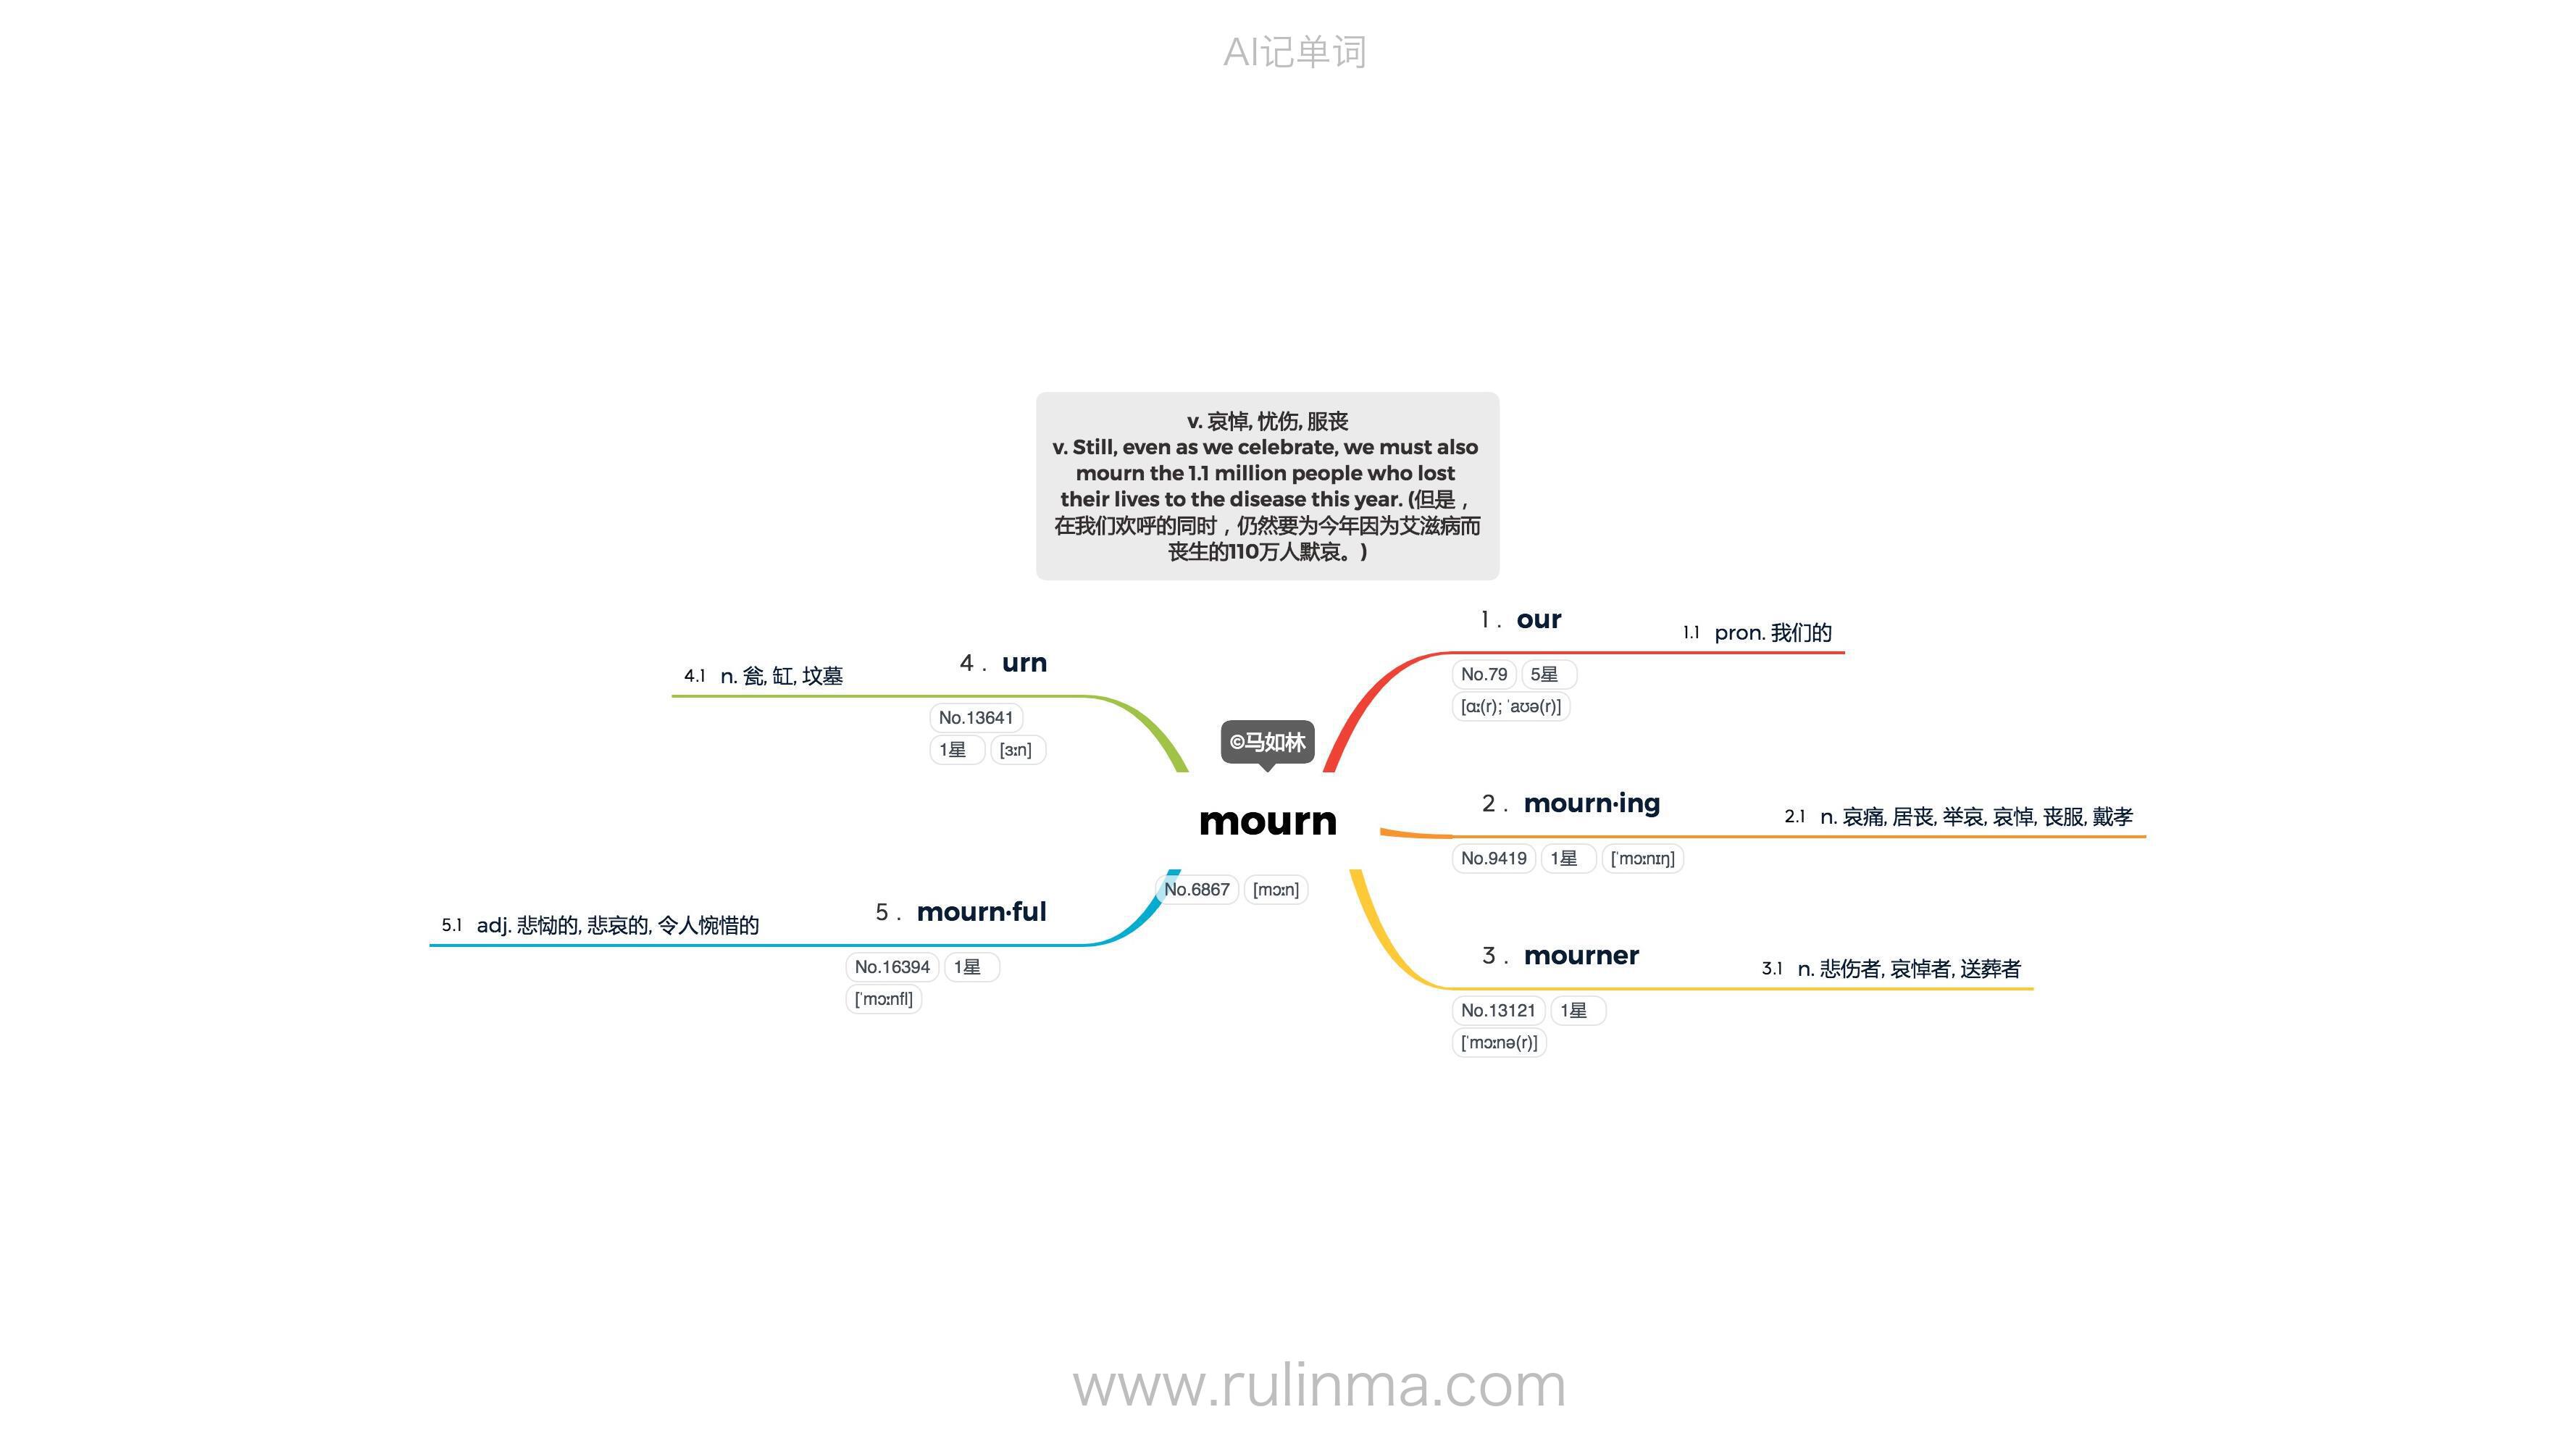 AI记单词
v. 哀悼, 忧伤, 服丧
v. Still, even as we celebrate, we must also
mourn the 1.1 million people who lost
their lives to the disease this year. (但是，
在我们欢呼的同时，仍然要为今年因为艾滋病而
丧生的110万人默哀。)
©马如林
mourn
No.6867 [mɔːn]
1. our
1.1 pron. 我们的
No.79 5星
[ɑː(r); ˈaʊə(r)]
2. mourn·ing
2.1 n. 哀痛, 居丧, 举哀, 哀悼, 丧服, 戴孝
No.9419 1星 [ˈmɔːnɪŋ]
3. mourner
3.1 n. 悲伤者, 哀悼者, 送葬者
No.13121 1星
[ˈmɔːnə(r)]
4. urn
4.1 n. 瓮, 缸, 坟墓
No.13641
1星 [ɜːn]
5. mourn·ful
5.1 adj. 悲恸的, 悲哀的, 令人惋惜的
No.16394 1星
[ˈmɔːnfl]
www.rulinma.com